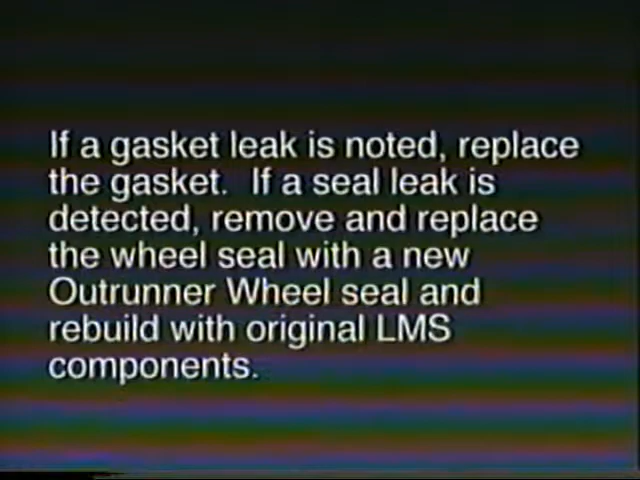 If a gasket leak is noted, replace
the gasket.  If a seal leak is
detected, remove and replace
the wheel seal with a new
Outrunner Wheel seal and
rebuild with original LMS
components.